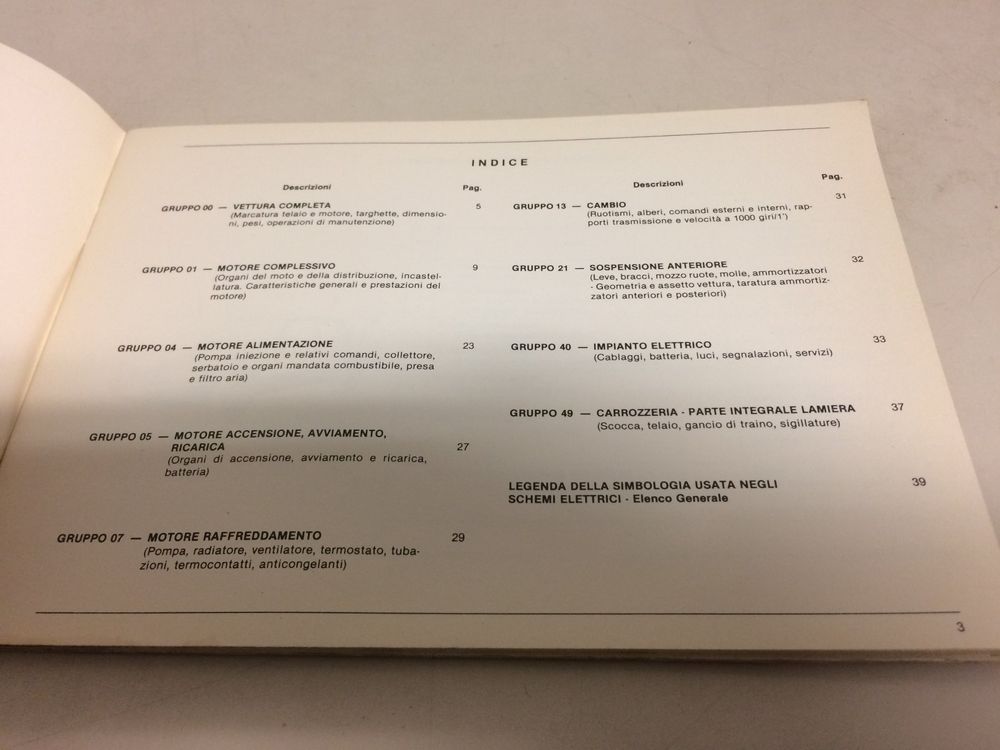 INDICE
Descrizioni Pag.
GRUPPO 00 — VETTURA COMPLETA 5
(Marcatura telaio e motore, targhette, dimensio-
ni, pesi, operazioni di manutenzione)
GRUPPO 01 — MOTORE COMPLESSIVO 9
(Organi del moto e della distribuzione, incastel-
latura. Caratteristiche generali e prestazioni del
motore)
GRUPPO 04 — MOTORE ALIMENTAZIONE 23
(Pompa iniezione e relativi comandi, collettore,
serbatoio e organi mandata combustibile, presa
e filtro aria)
GRUPPO 05 — MOTORE ACCENSIONE, AVVIAMENTO,
RICARICA 27
(Organi di accensione, avviamento e ricarica,
batteria)
GRUPPO 07 — MOTORE RAFFREDDAMENTO 29
(Pompa, radiatore, ventilatore, termostato, tuba-
zioni, termocontatti, anticongelanti)
Descrizioni Pag.
GRUPPO 13 — CAMBIO 31
(Ruotismi, alberi, comandi esterni e interni, rap-
porti trasmissione e velocità a 1000 giri/1')
GRUPPO 21 — SOSPENSIONE ANTERIORE 32
(Leve, bracci, mozzo ruote, molle, ammortizzatori
- Geometria e assetto vettura, taratura ammortiz-
zatori anteriori e posteriori)
GRUPPO 40 — IMPIANTO ELETTRICO 33
(Cablaggi, batteria, luci, segnalazioni, servizi)
GRUPPO 49 — CARROZZERIA - PARTE INTEGRALE LAMIERA 37
(Scocca, telaio, gancio di traino, sigillature)
LEGENDA DELLA SIMBOLOGIA USATA NEGLI 39
SCHEMI ELETTRICI - Elenco Generale
3